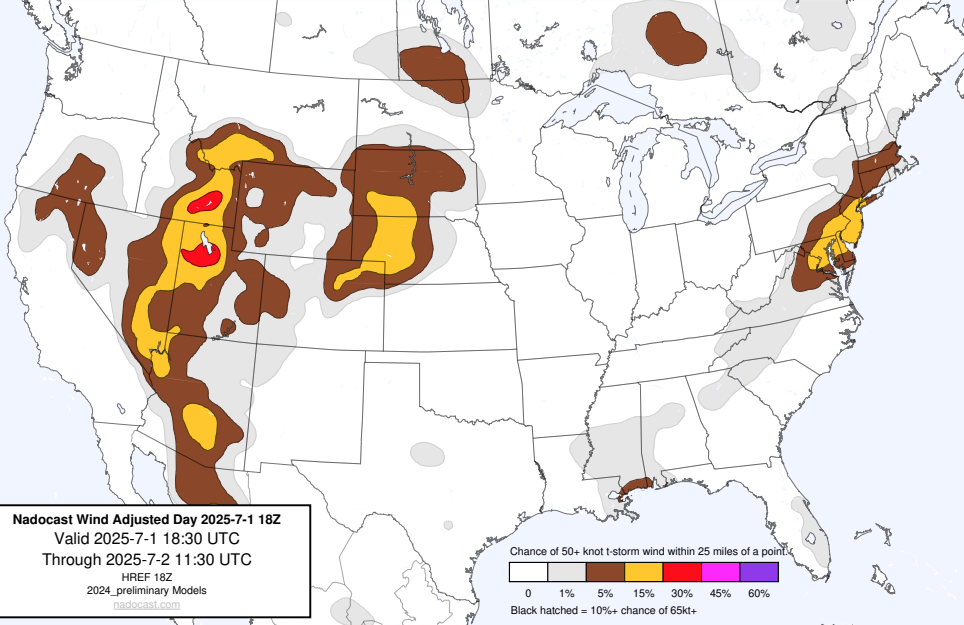 Nadocast Wind Adjusted Day 2025-7-1 18Z
Valid 2025-7-1 18:30 UTC
Through 2025-7-2 11:30 UTC
HREF 18Z
2024_preliminary Models
nadocast.com
Chance of 50+ knot t-storm wind within 25 miles of a point.
0 1% 5% 15% 30% 45% 60%
Black hatched = 10%+ chance of 65kt+